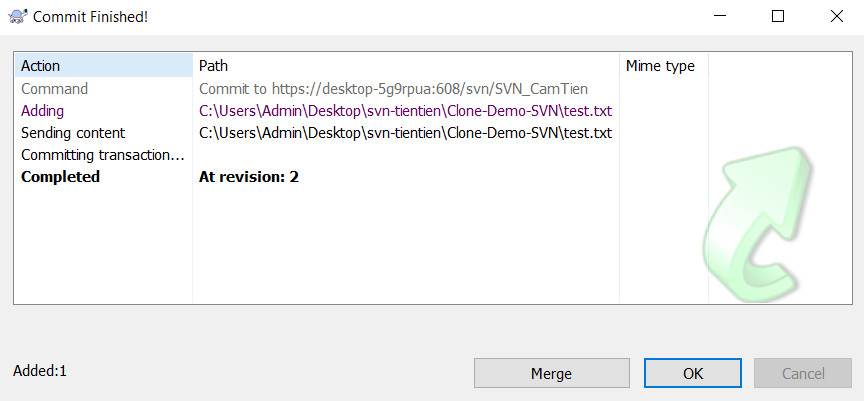 Commit Finished!
Action Path Mime type
Command Commit to https://desktop-5g9rpua:608/svn/SVN_CamTien
Adding C:\Users\Admin\Desktop\svn-tientien\Clone-Demo-SVN\test.txt
Sending content C:\Users\Admin\Desktop\svn-tientien\Clone-Demo-SVN\test.txt
Committing transaction...
Completed At revision: 2
Added:1 Merge OK Cancel